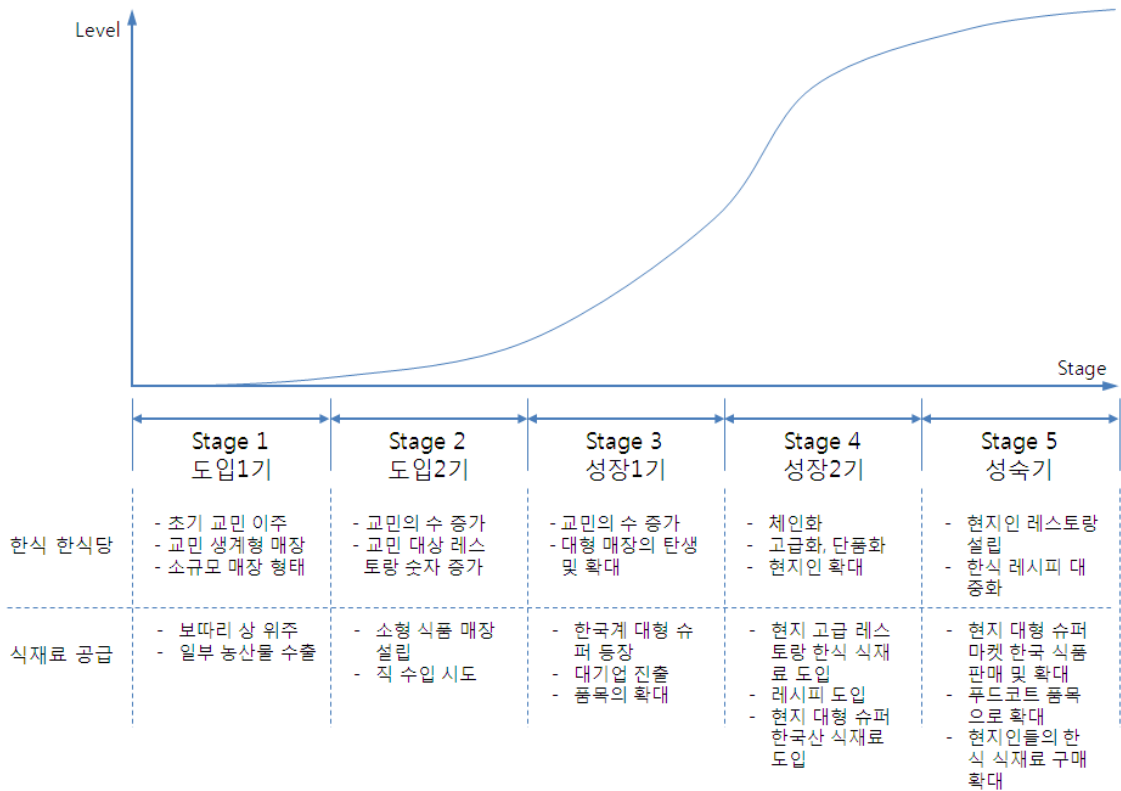 Level
Stage
Stage 1
도입1기
Stage 2
도입2기
Stage 3
성장1기
Stage 4
성장2기
Stage 5
성숙기
한식 한식당
- 초기 교민 이주
- 교민 생계형 매장
- 소규모 매장 형태
- 교민의 수 증가
- 교민 대상 레스
토랑 숫자 증가
- 교민의 수 증가
- 대형 매장의 탄생
및 확대
- 체인화
- 고급화, 단품화
- 현지인 확대
- 현지인 레스토랑
설립
- 한식 레시피 대
중화
식재료 공급
- 보따리 상 위주
- 일부 농산물 수출
- 소형 식품 매장
설립
- 직 수입 시도
- 한국계 대형 슈
퍼 등장
- 대기업 진출
- 품목의 확대
- 현지 고급 레스
토랑 한식 식재
료 도입
- 레시피 도입
- 현지 대형 슈퍼
한국산 식재료
도입
- 현지 대형 슈퍼
마켓 한국 식품
판매 및 확대
- 푸드코트 품목
으로 확대
- 현지인들의 한
식 식재료 구매
확대